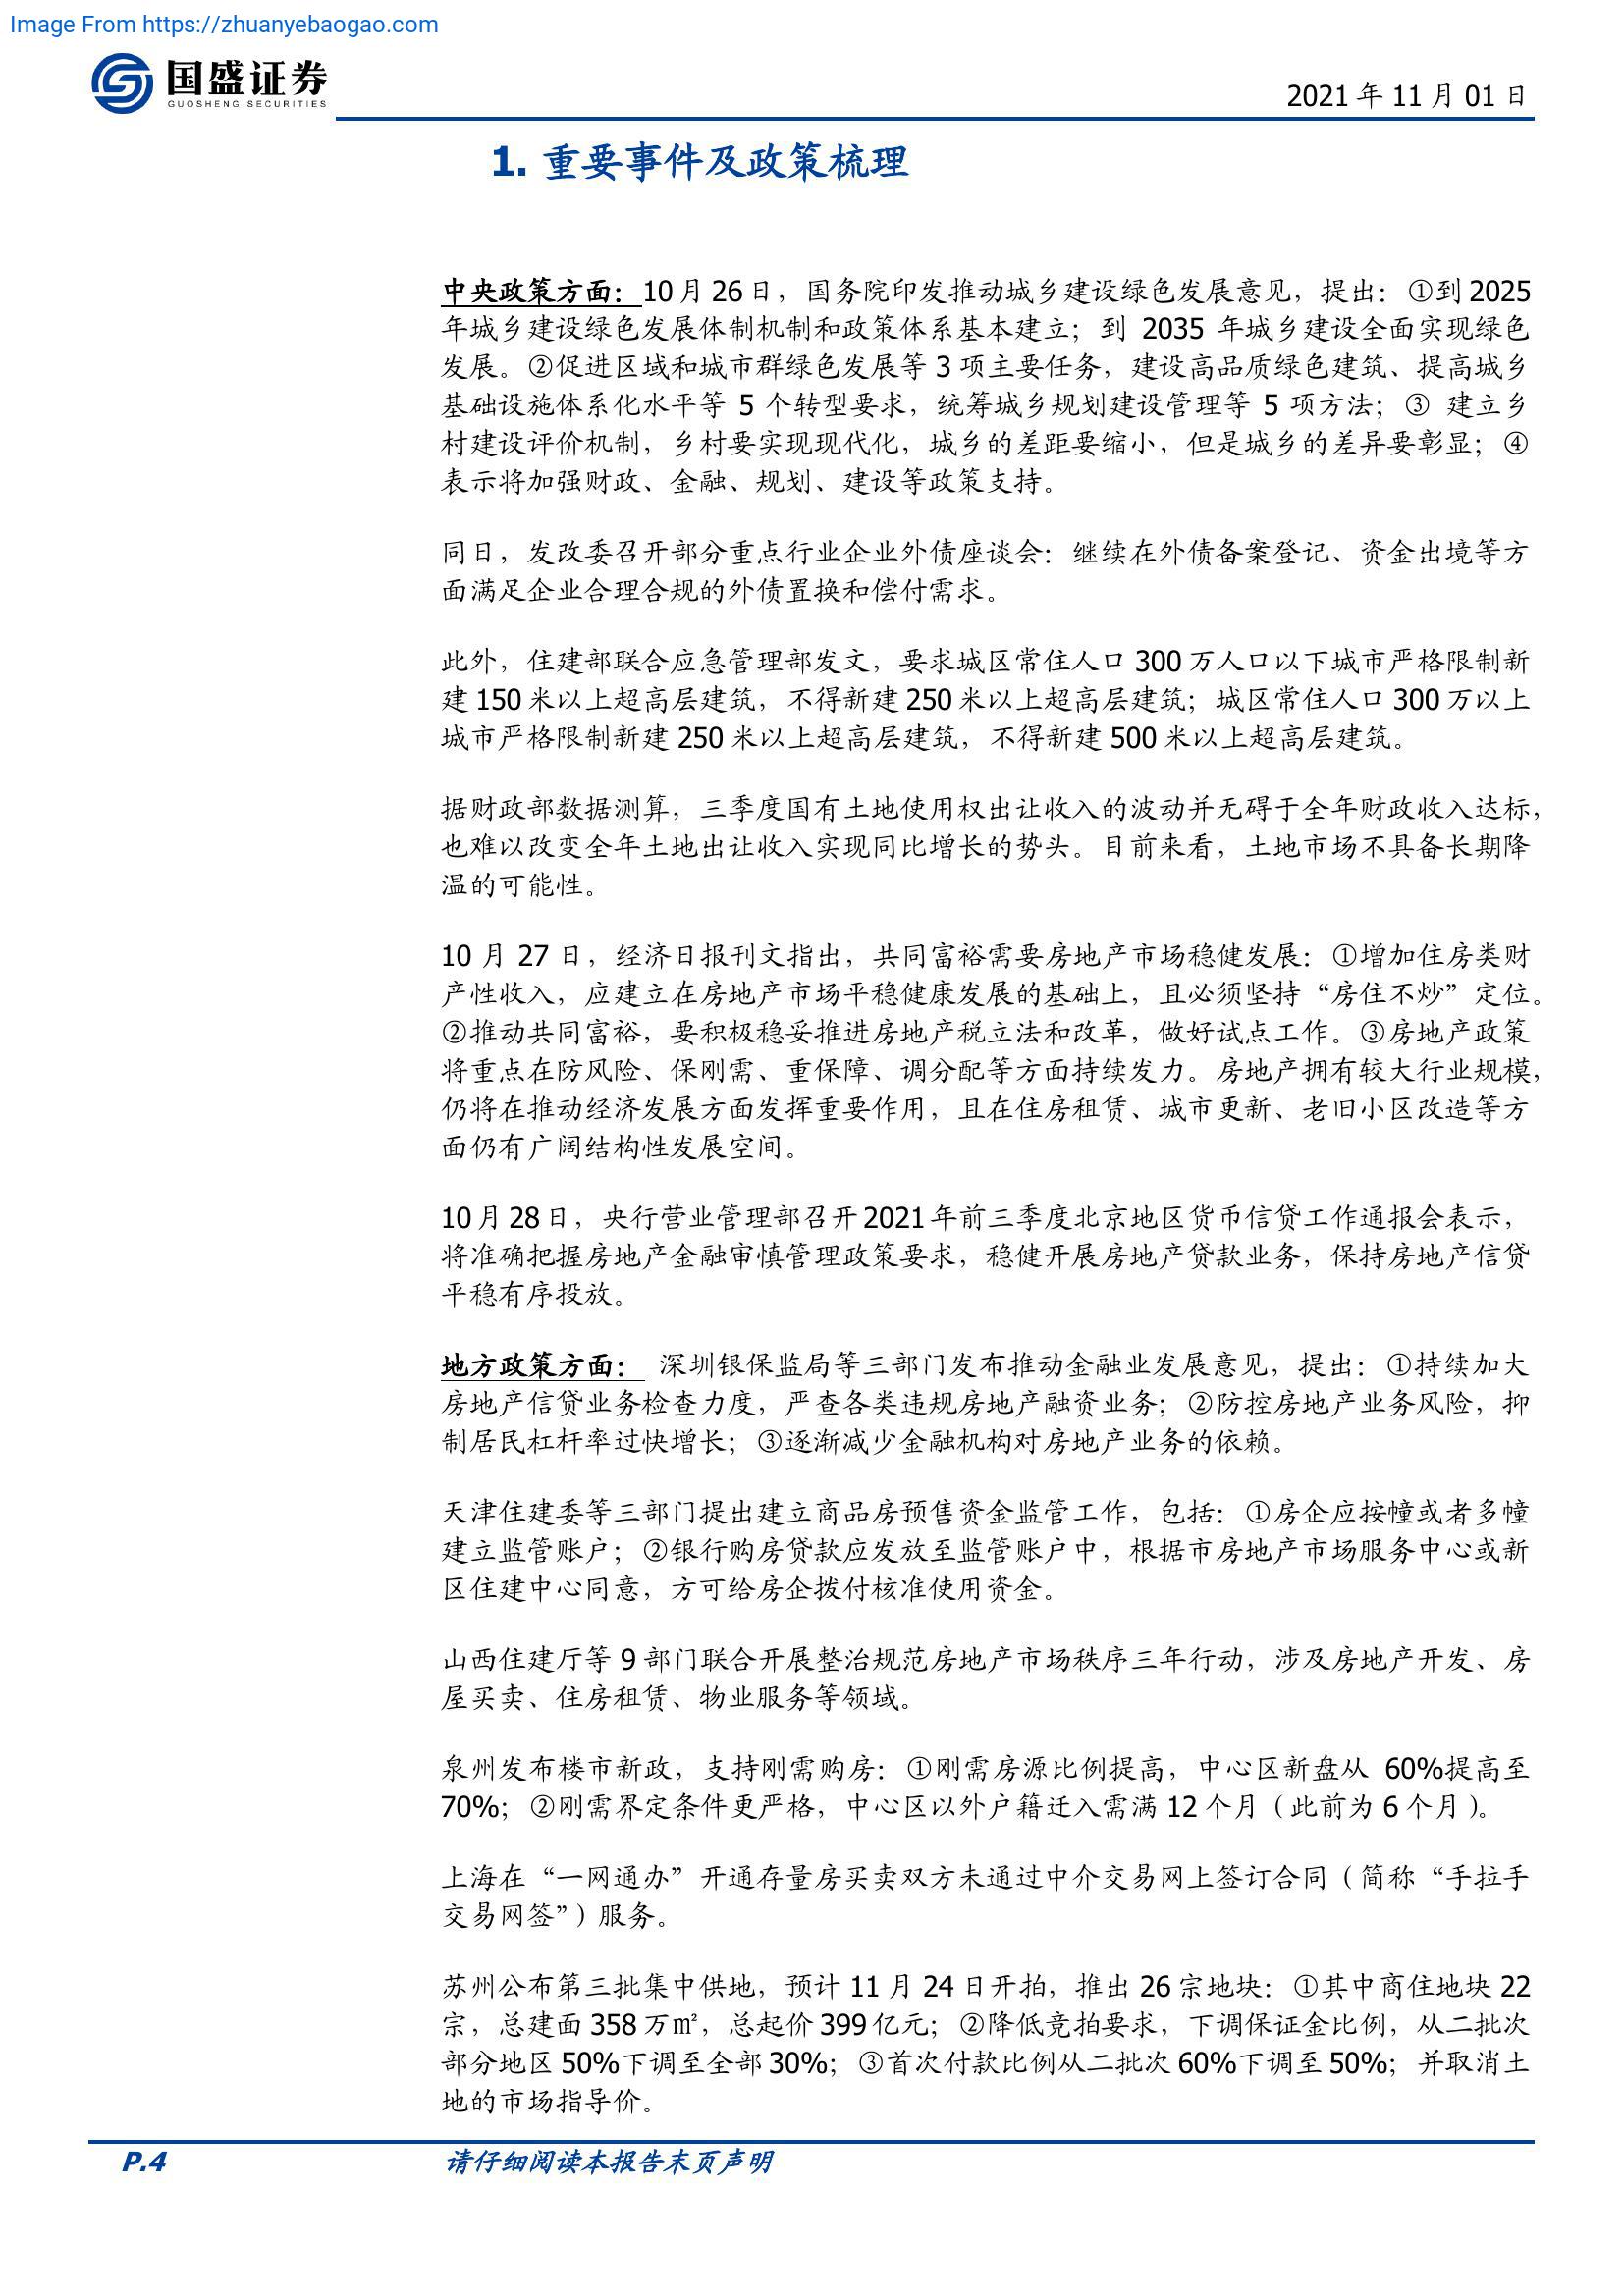 Image From https://zhuanyebaogao.com
国盛证券
GUOSHENG SECURITIES
2021 年 11 月 01 日
1. 重要事件及政策梳理
中央政策方面：10 月 26 日，国务院印发推动城乡建设绿色发展意见，提出：①到 2025
年城乡建设绿色发展体制机制和政策体系基本建立；到 2035 年城乡建设全面实现绿色
发展。②促进区域和城市群绿色发展等 3 项主要任务，建设高品质绿色建筑、提高城乡
基础设施体系化水平等 5 个转型要求，统筹城乡规划建设管理等 5 项方法；③ 建立乡
村建设评价机制，乡村要实现现代化，城乡的差距要缩小，但是城乡的差异要彰显；④
表示将加强财政、金融、规划、建设等政策支持。
同日，发改委召开部分重点行业企业外债座谈会：继续在外债备案登记、资金出境等方
面满足企业合理合规的外债置换和偿付需求。
此外，住建部联合应急管理部发文，要求城区常住人口 300 万人口以下城市严格限制新
建 150 米以上超高层建筑，不得新建 250 米以上超高层建筑；城区常住人口 300 万以上
城市严格限制新建 250 米以上超高层建筑，不得新建 500 米以上超高层建筑。
据财政部数据测算，三季度国有土地使用权出让收入的波动并无碍于全年财政收入达标，
也难以改变全年土地出让收入实现同比增长的势头。目前来看，土地市场不具备长期降
温的可能性。
10 月 27 日，经济日报刊文指出，共同富裕需要房地产市场稳健发展：①增加住房类财
产性收入，应建立在房地产市场平稳健康发展的基础上，且必须坚持“房住不炒”定位。
②推动共同富裕，要积极稳妥推进房地产税立法和改革，做好试点工作。③房地产政策
将重点在防风险、保刚需、重保障、调分配等方面持续发力。房地产拥有较大行业规模，
仍将在推动经济发展方面发挥重要作用，且在住房租赁、城市更新、老旧小区改造等方
面仍有广阔结构性发展空间。
10 月 28 日，央行营业管理部召开 2021 年前三季度北京地区货币信贷工作通报会表示，
将准确把握房地产金融审慎管理政策要求，稳健开展房地产贷款业务，保持房地产信贷
平稳有序投放。
地方政策方面： 深圳银保监局等三部门发布推动金融业发展意见，提出：①持续加大
房地产信贷业务检查力度，严查各类违规房地产融资业务；②防控房地产业务风险，抑
制居民杠杆率过快增长；③逐渐减少金融机构对房地产业务的依赖。
天津住建委等三部门提出建立商品房预售资金监管工作，包括：①房企应按幢或者多幢
建立监管账户；②银行购房贷款应发放至监管账户中，根据市房地产市场服务中心或新
区住建中心同意，方可给房企拨付核准使用资金。
山西住建厅等 9 部门联合开展整治规范房地产市场秩序三年行动，涉及房地产开发、房
屋买卖、住房租赁、物业服务等领域。
泉州发布楼市新政，支持刚需购房：①刚需房源比例提高，中心区新盘从 60%提高至
70%；②刚需界定条件更严格，中心区以外户籍迁入需满 12 个月（此前为 6 个月）。
上海在“一网通办”开通存量房买卖双方未通过中介交易网上签订合同（简称“手拉手
交易网签”）服务。
苏州公布第三批集中供地，预计 11 月 24 日开拍，推出 26 宗地块：①其中商住地块 22
宗，总建面 358 万㎡，总起价 399 亿元；②降低竞拍要求，下调保证金比例，从二批次
部分地区 50%下调至全部 30%；③首次付款比例从二批次 60%下调至 50%；并取消土
地的市场指导价。
P.4
请仔细阅读本报告末页声明